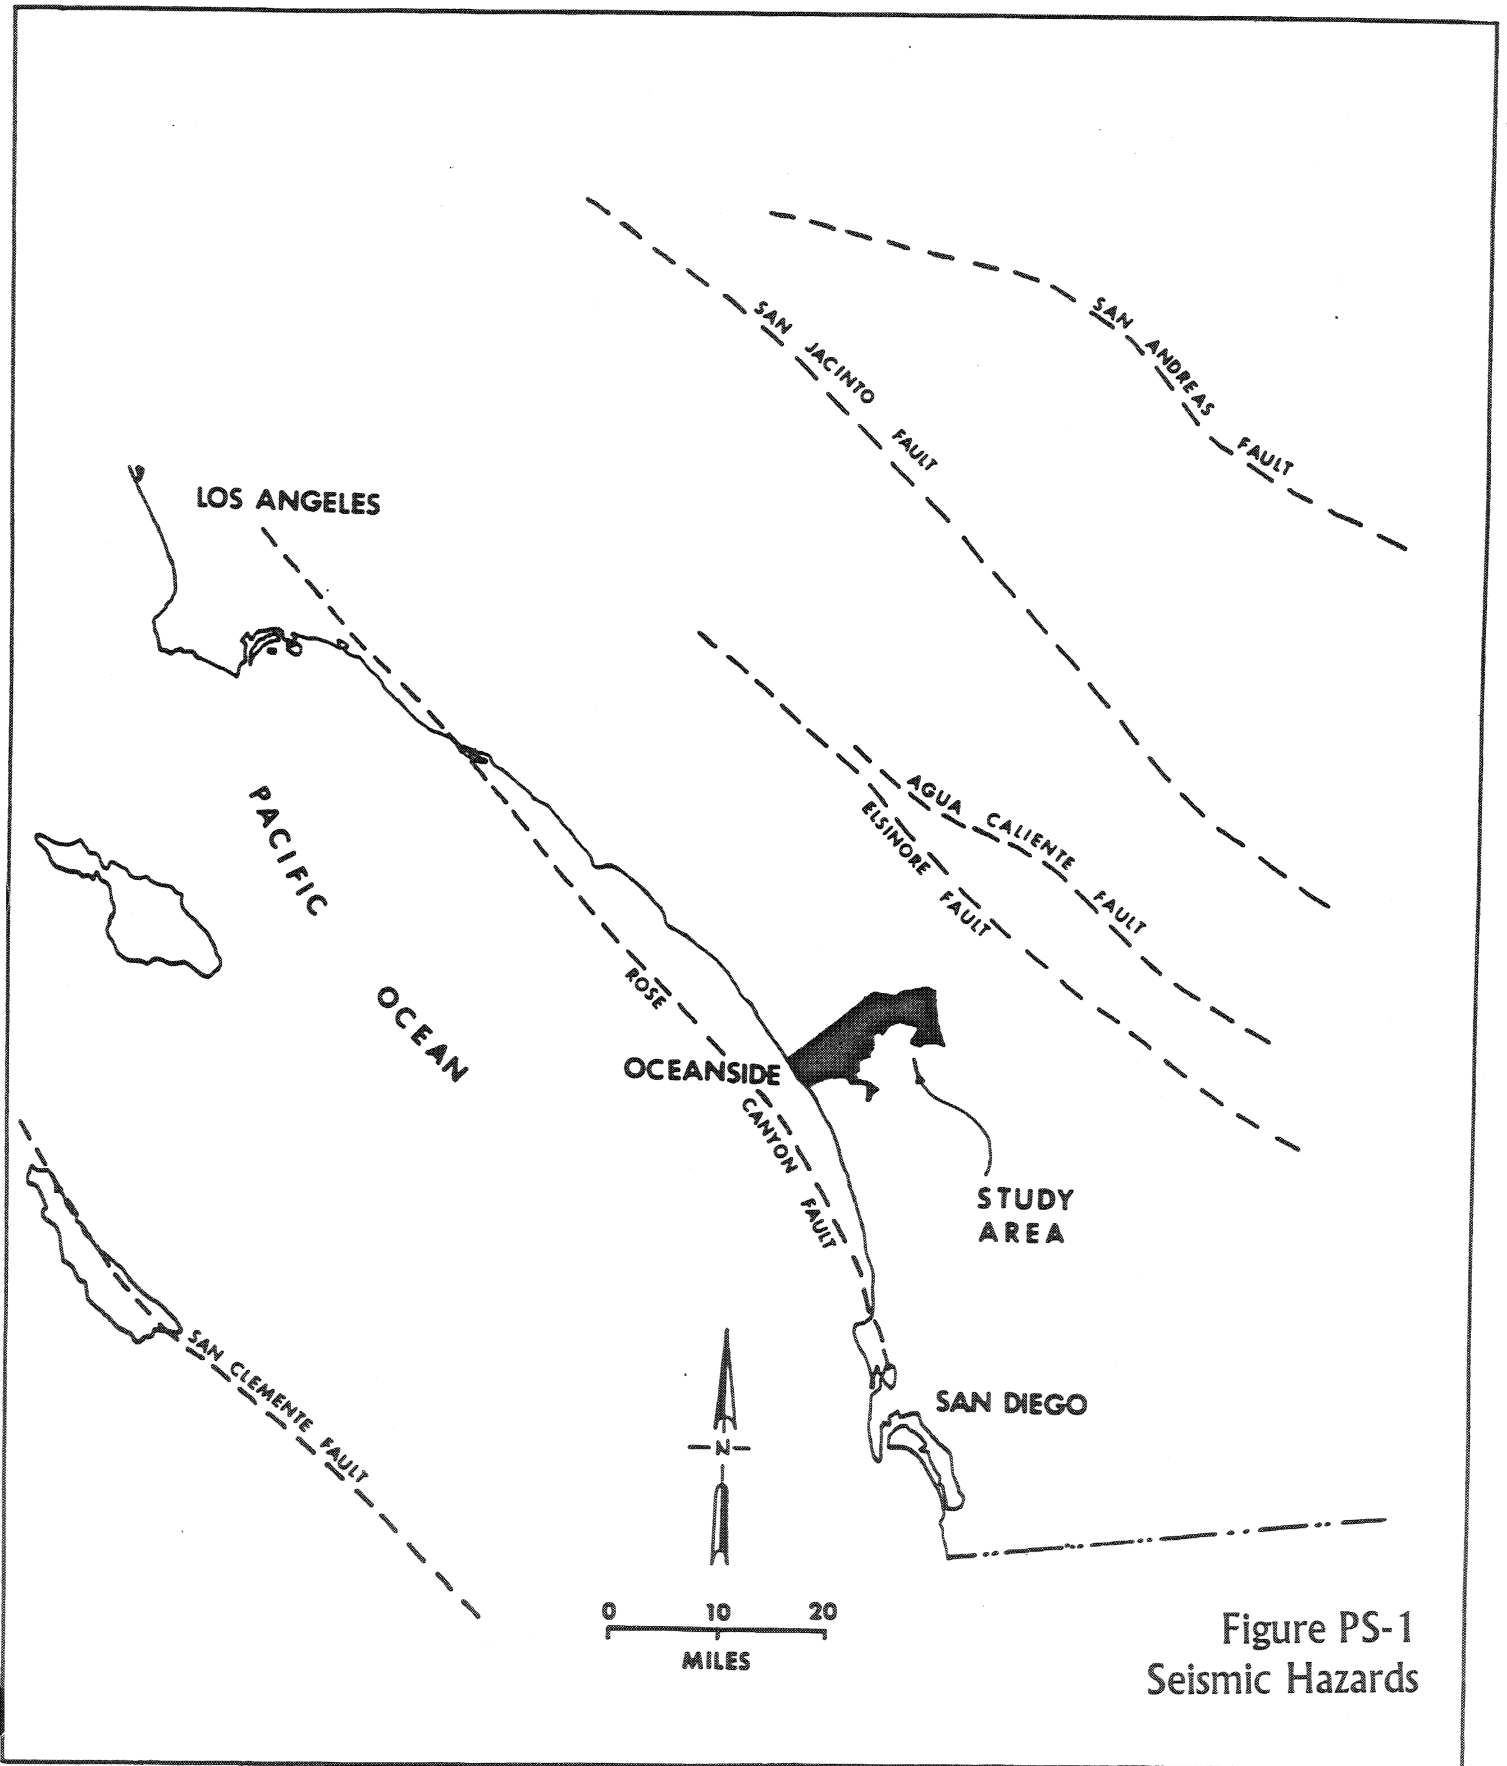 SAN ANDREAS FAULT
SAN JACINTO FAULT
LOS ANGELES
AGUA CALIENTE FAULT
ELSINORE FAULT
PACIFIC OCEAN
ROSE CANYON FAULT
OCEANSIDE
STUDY
AREA
SAN CLEMENTE FAULT
SAN DIEGO
N
0 10 20
MILES
Figure PS-1
Seismic Hazards